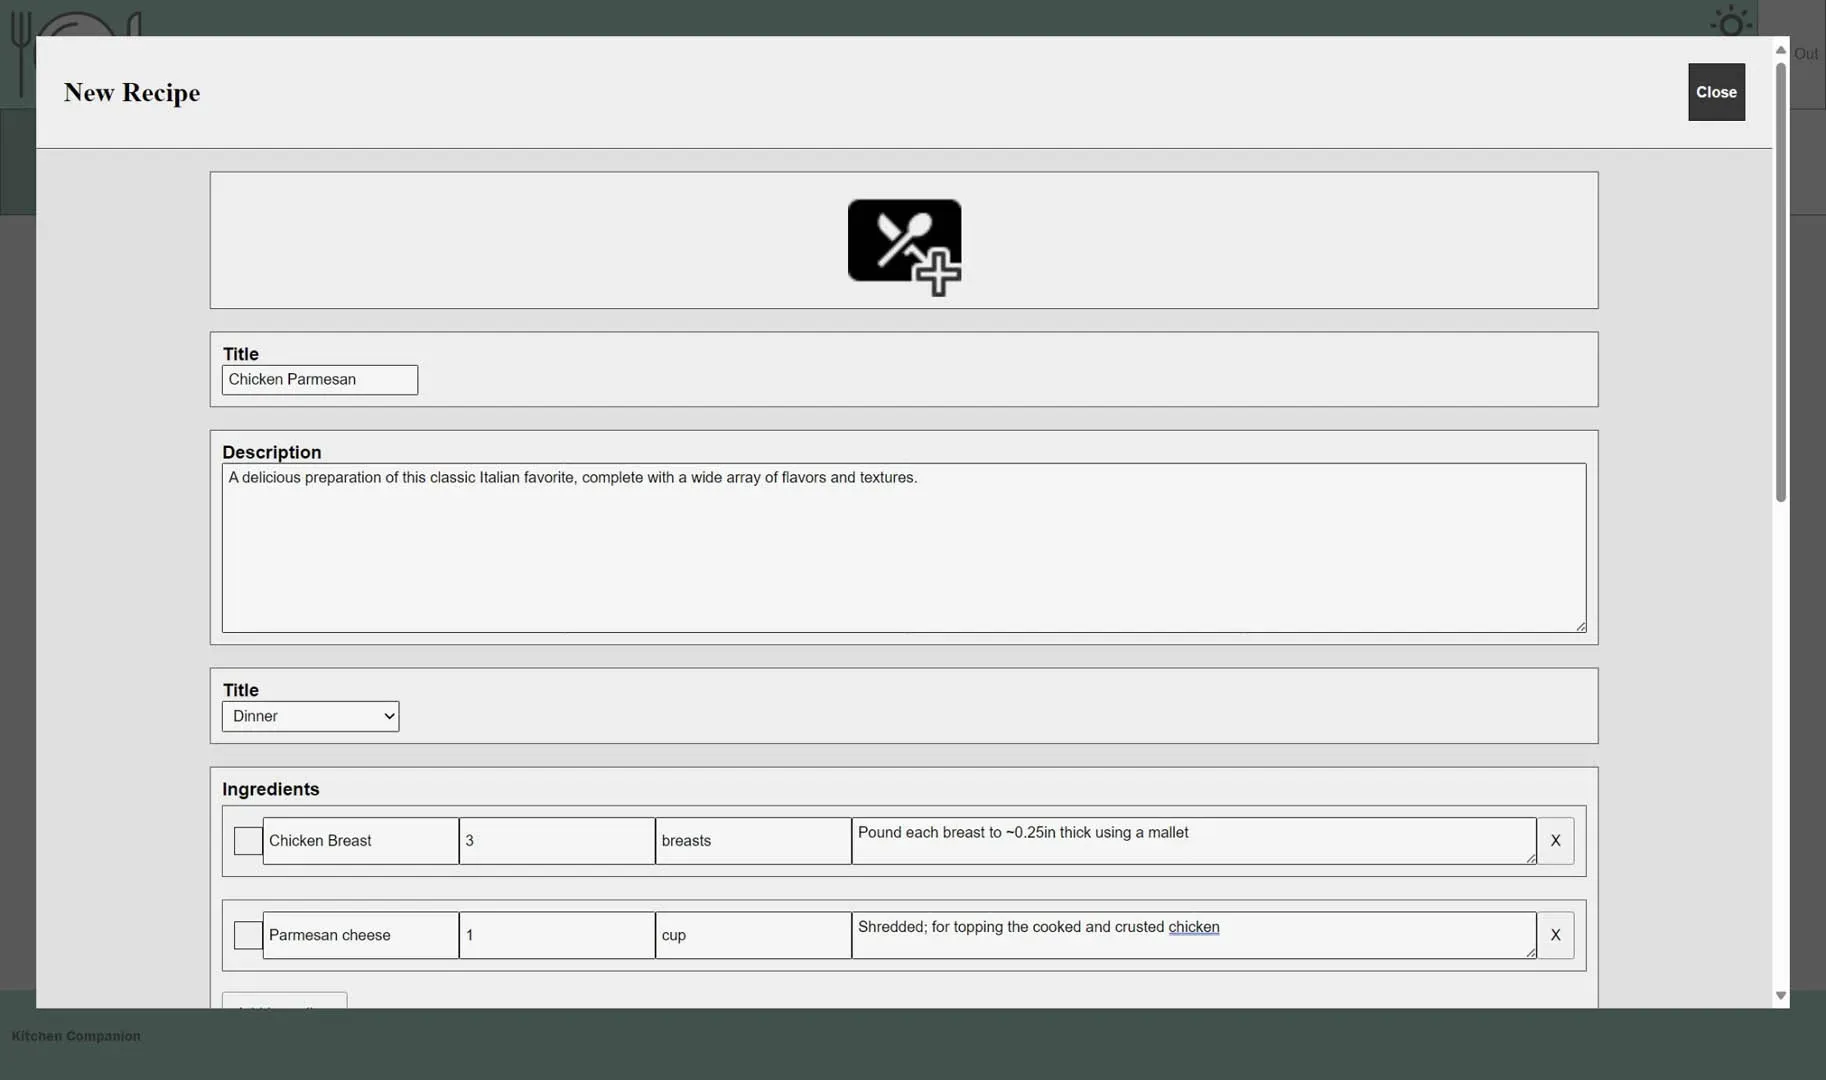 Out
New Recipe
Close
Title
Chicken Parmesan
Description
A delicious preparation of this classic Italian favorite, complete with a wide array of flavors and textures.
Title
Dinner
Ingredients
Chicken Breast 3 breasts Pound each breast to ~0.25in thick using a mallet X
Parmesan cheese 1 cup Shredded; for topping the cooked and crusted chicken X
Kitchen Companion